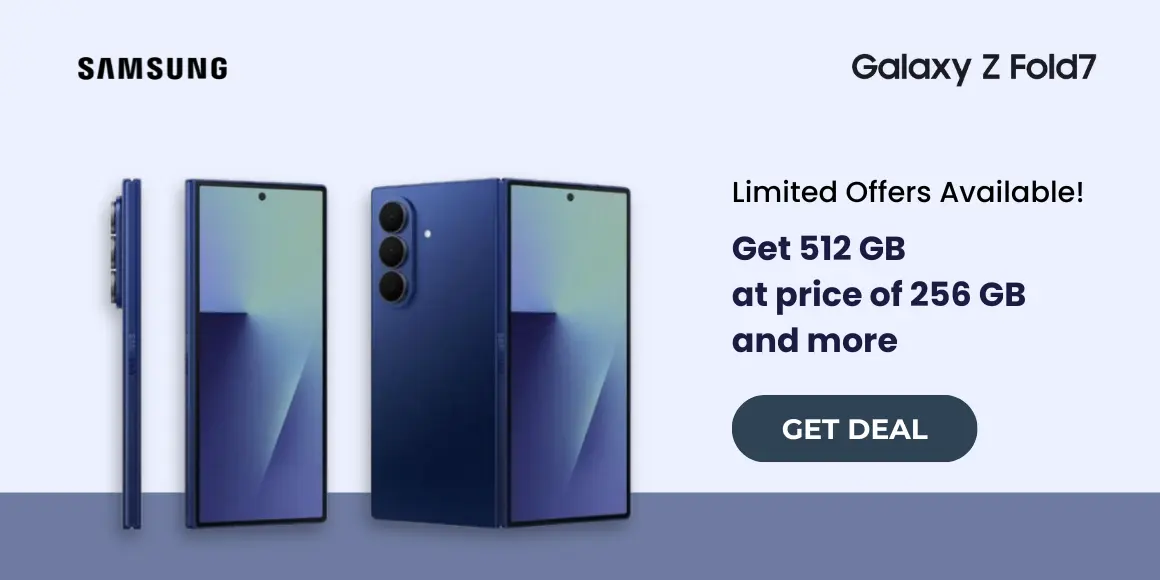 SAMSUNG
Galaxy Z Fold7
Limited Offers Available!
Get 512 GB
at price of 256 GB
and more
GET DEAL